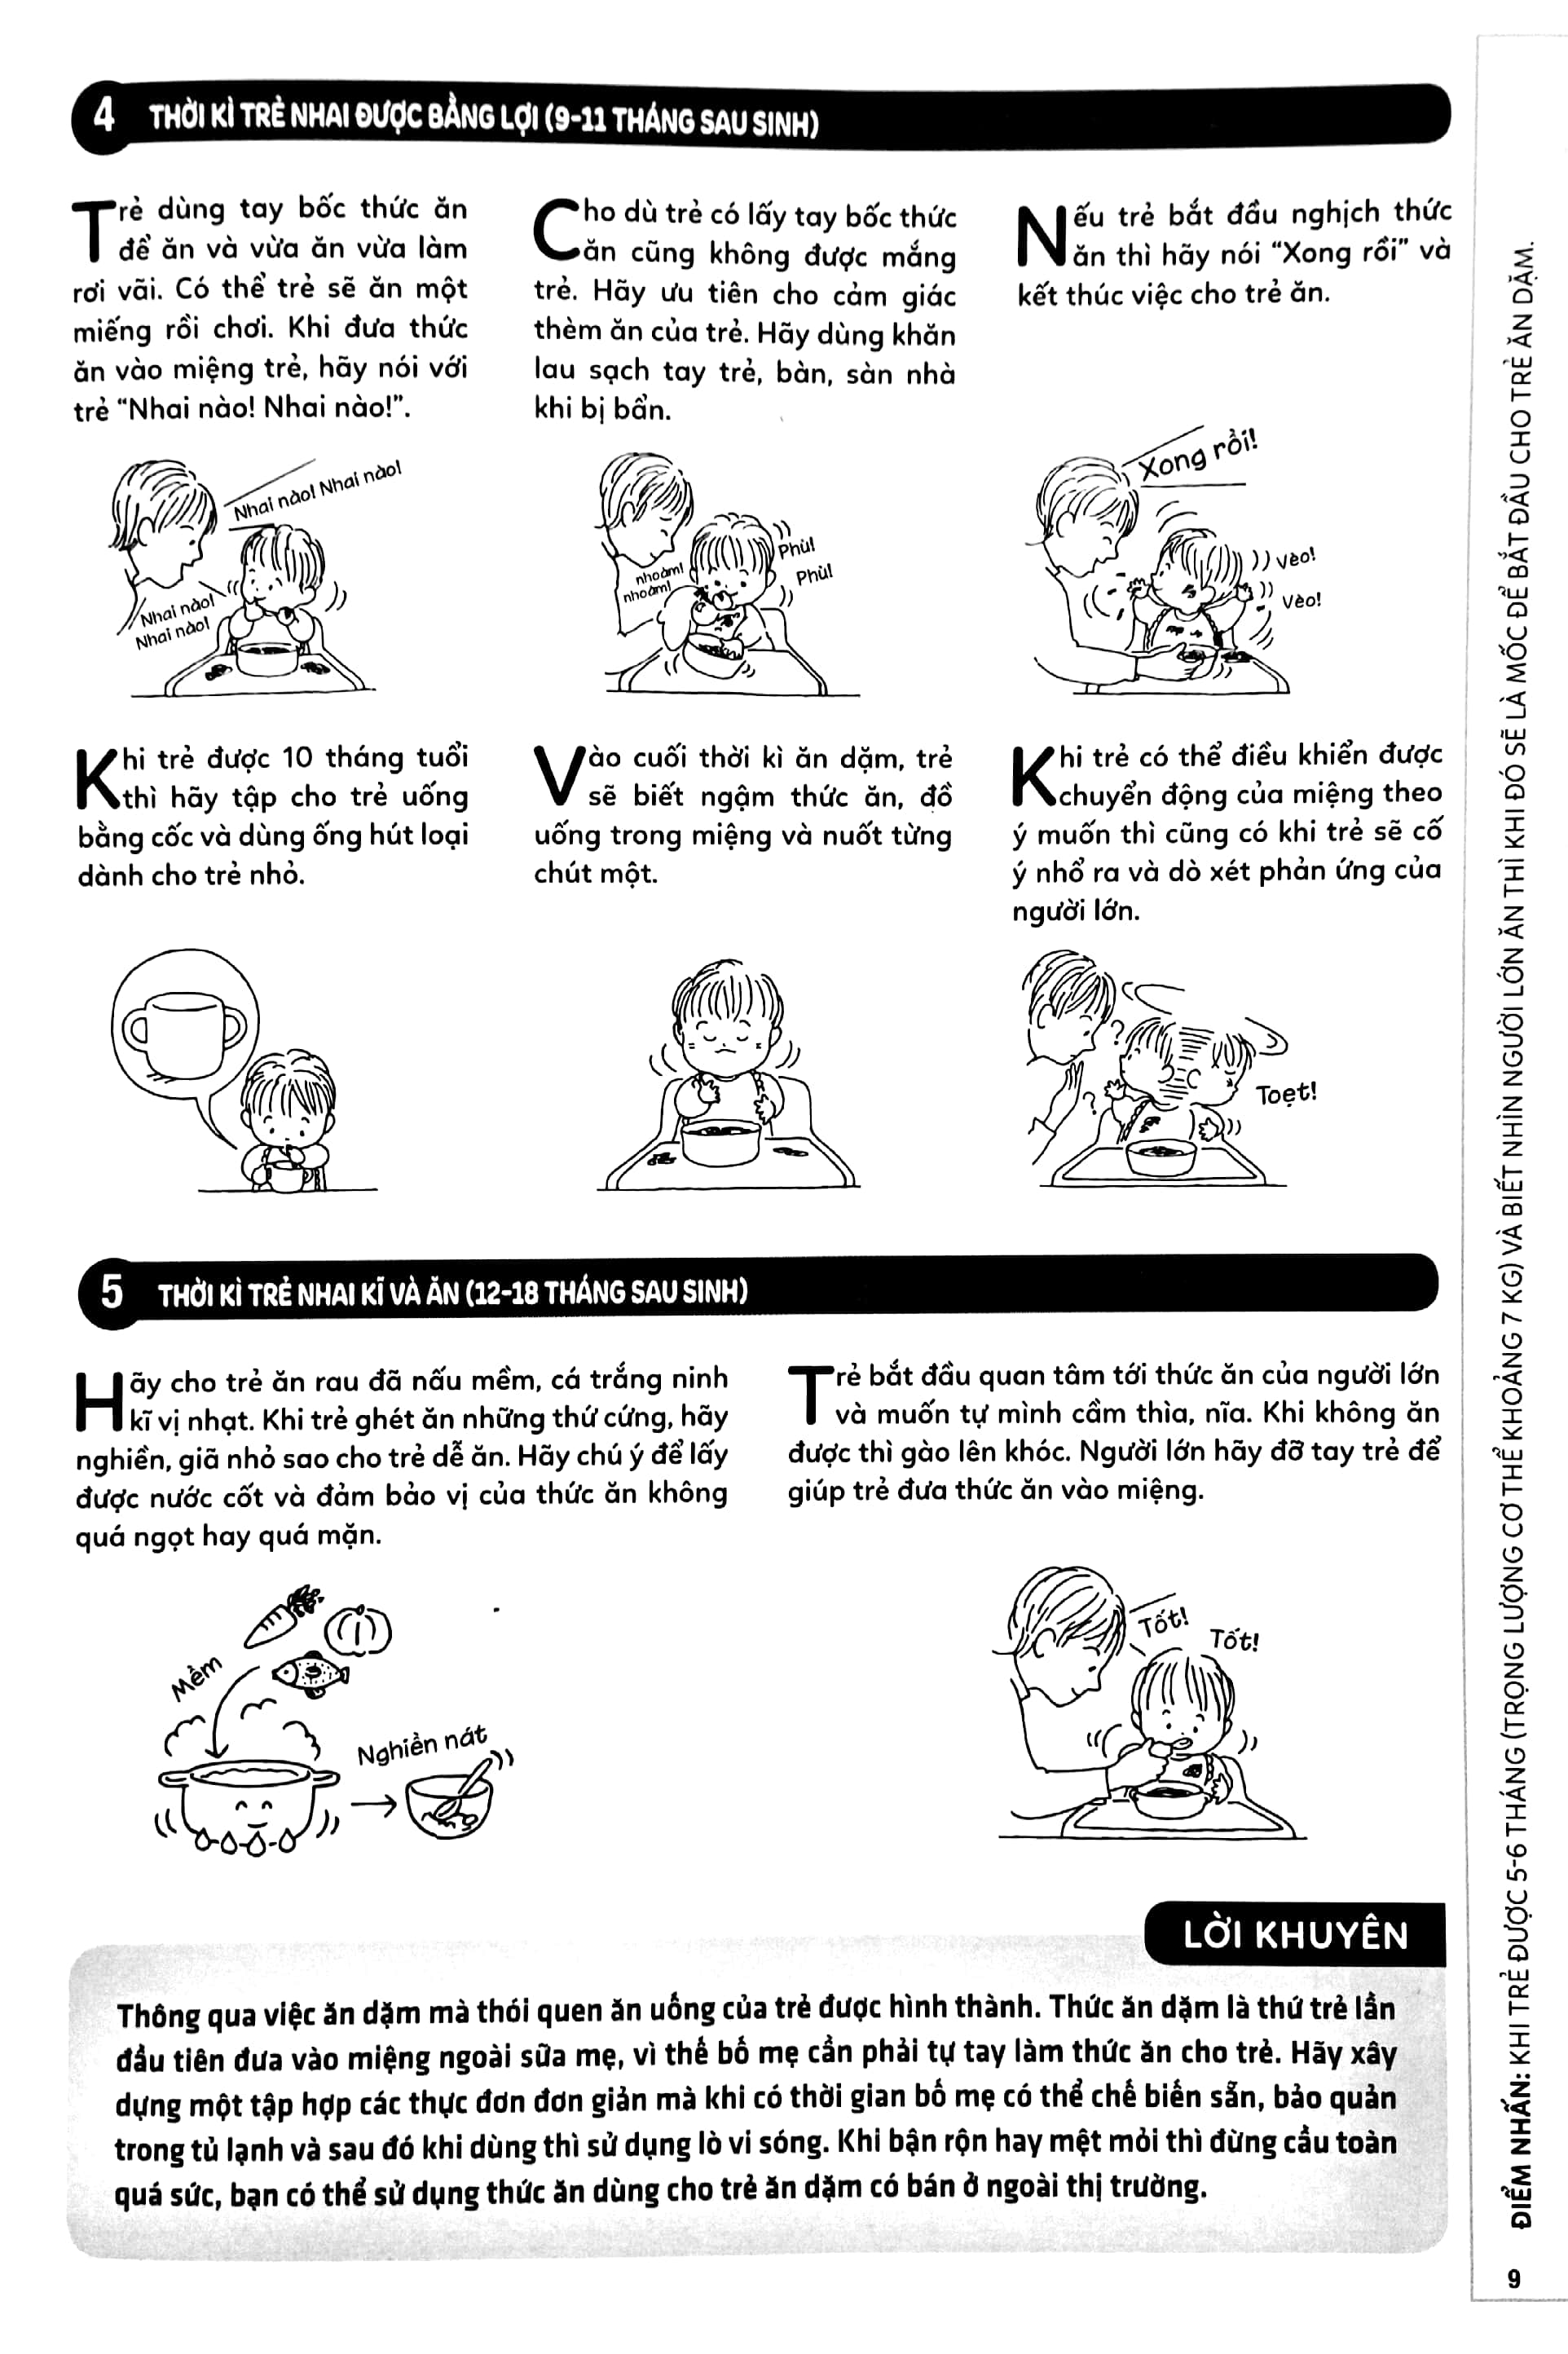 4 THỜI KÌ TRẺ NHAI ĐƯỢC BẰNG LỢI (9-11 THÁNG SAU SINH)
Trẻ dùng tay bốc thức ăn
để ăn và vừa ăn vừa làm
rơi vãi. Có thể trẻ sẽ ăn một
miếng rồi chơi. Khi đưa thức
ăn vào miệng trẻ, hãy nói với
trẻ “Nhai nào! Nhai nào!”.
Nhai nào! Nhai nào!
Nhai nào!
Nhai nào!
Cho dù trẻ có lấy tay bốc thức
ăn cũng không được mắng
trẻ. Hãy ưu tiên cho cảm giác
thèm ăn của trẻ. Hãy dùng khăn
lau sạch tay trẻ, bàn, sàn nhà
khi bị bẩn.
nhoàm!
nhoàm!
Phù!
Phù!
Nếu trẻ bắt đầu nghịch thức
ăn thì hãy nói “Xong rồi” và
kết thúc việc cho trẻ ăn.
Xong rồi!
Vèo!
Vèo!
Khi trẻ được 10 tháng tuổi
thì hãy tập cho trẻ uống
bằng cốc và dùng ống hút loại
dành cho trẻ nhỏ.
Vào cuối thời kì ăn dặm, trẻ
sẽ biết ngậm thức ăn, đồ
uống trong miệng và nuốt từng
chút một.
Khi trẻ có thể điều khiển được
chuyển động của miệng theo
ý muốn thì cũng có khi trẻ sẽ cố
ý nhổ ra và dò xét phản ứng của
người lớn.
?
?
Toẹt!
5 THỜI KÌ TRẺ NHAI KĨ VÀ ĂN (12-18 THÁNG SAU SINH)
Hãy cho trẻ ăn rau đã nấu mềm, cá trắng ninh
kĩ vị nhạt. Khi trẻ ghét ăn những thứ cứng, hãy
nghiền, giã nhỏ sao cho trẻ dễ ăn. Hãy chú ý để lấy
được nước cốt và đảm bảo vị của thức ăn không
quá ngọt hay quá mặn.
Mềm
Nghiền nát
Trẻ bắt đầu quan tâm tới thức ăn của người lớn
và muốn tự mình cầm thìa, nĩa. Khi không ăn
được thì gào lên khóc. Người lớn hãy đỡ tay trẻ để
giúp trẻ đưa thức ăn vào miệng.
Tốt!
Tốt!
LỜI KHUYÊN
Thông qua việc ăn dặm mà thói quen ăn uống của trẻ được hình thành. Thức ăn dặm là thứ trẻ lần
đầu tiên đưa vào miệng ngoài sữa mẹ, vì thế bố mẹ cần phải tự tay làm thức ăn cho trẻ. Hãy xây
dựng một tập hợp các thực đơn đơn giản mà khi có thời gian bố mẹ có thể chế biến sẵn, bảo quản
trong tủ lạnh và sau đó khi dùng thì sử dụng lò vi sóng. Khi bận rộn hay mệt mỏi thì đừng cầu toàn
quá sức, bạn có thể sử dụng thức ăn dùng cho trẻ ăn dặm có bán ở ngoài thị trường.
ĐIỂM NHẤN: KHI TRẺ ĐƯỢC 5-6 THÁNG (TRỌNG LƯỢNG CƠ THỂ KHOẢNG 7 KG) VÀ BIẾT NHÌN NGƯỜI LỚN ĂN THÌ KHI ĐÓ SẼ LÀ MỐC ĐỂ BẮT ĐẦU CHO TRẺ ĂN DẶM.
9